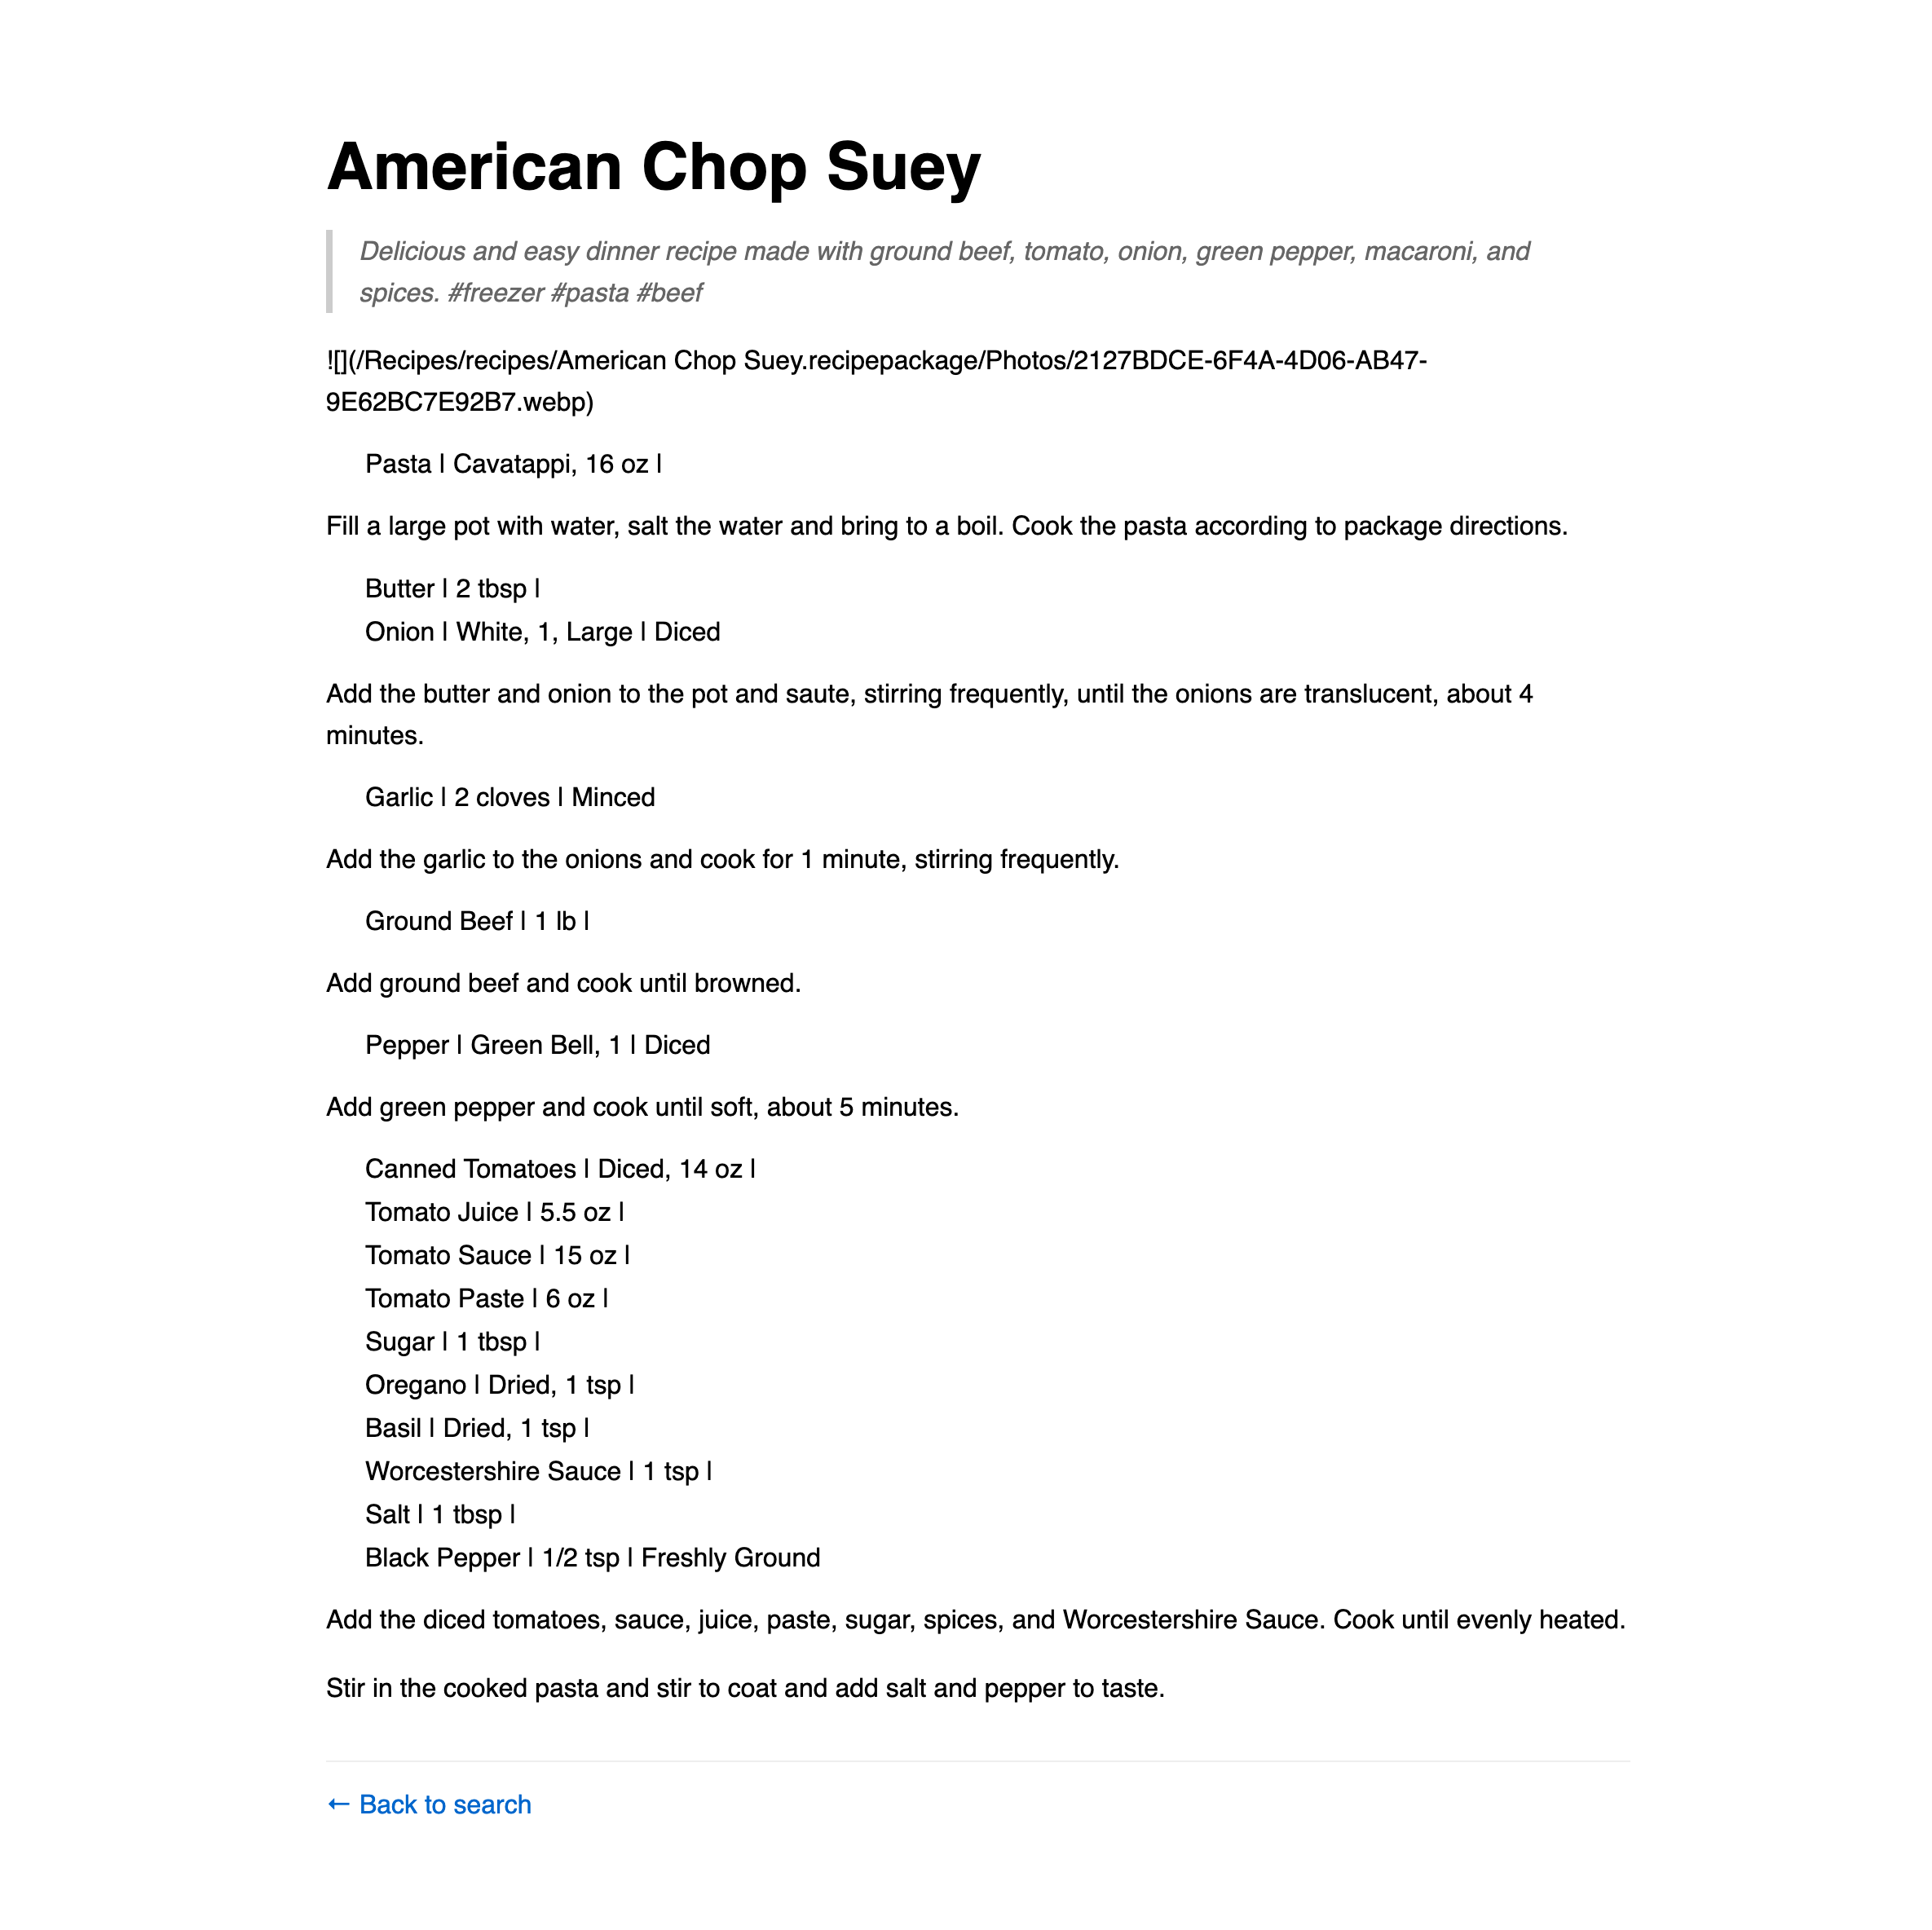 American Chop Suey
Delicious and easy dinner recipe made with ground beef, tomato, onion, green pepper, macaroni, and
spices. #freezer #pasta #beef
![](/Recipes/recipes/American Chop Suey.recipepackage/Photos/2127BDCE-6F4A-4D06-AB47-
9E62BC7E92B7.webp)
Pasta | Cavatappi, 16 oz |
Fill a large pot with water, salt the water and bring to a boil. Cook the pasta according to package directions.
Butter | 2 tbsp |
Onion | White, 1, Large | Diced
Add the butter and onion to the pot and saute, stirring frequently, until the onions are translucent, about 4
minutes.
Garlic | 2 cloves | Minced
Add the garlic to the onions and cook for 1 minute, stirring frequently.
Ground Beef | 1 lb |
Add ground beef and cook until browned.
Pepper | Green Bell, 1 | Diced
Add green pepper and cook until soft, about 5 minutes.
Canned Tomatoes | Diced, 14 oz |
Tomato Juice | 5.5 oz |
Tomato Sauce | 15 oz |
Tomato Paste | 6 oz |
Sugar | 1 tbsp |
Oregano | Dried, 1 tsp |
Basil | Dried, 1 tsp |
Worcestershire Sauce | 1 tsp |
Salt | 1 tbsp |
Black Pepper | 1/2 tsp | Freshly Ground
Add the diced tomatoes, sauce, juice, paste, sugar, spices, and Worcestershire Sauce. Cook until evenly heated.
Stir in the cooked pasta and stir to coat and add salt and pepper to taste.
← Back to search